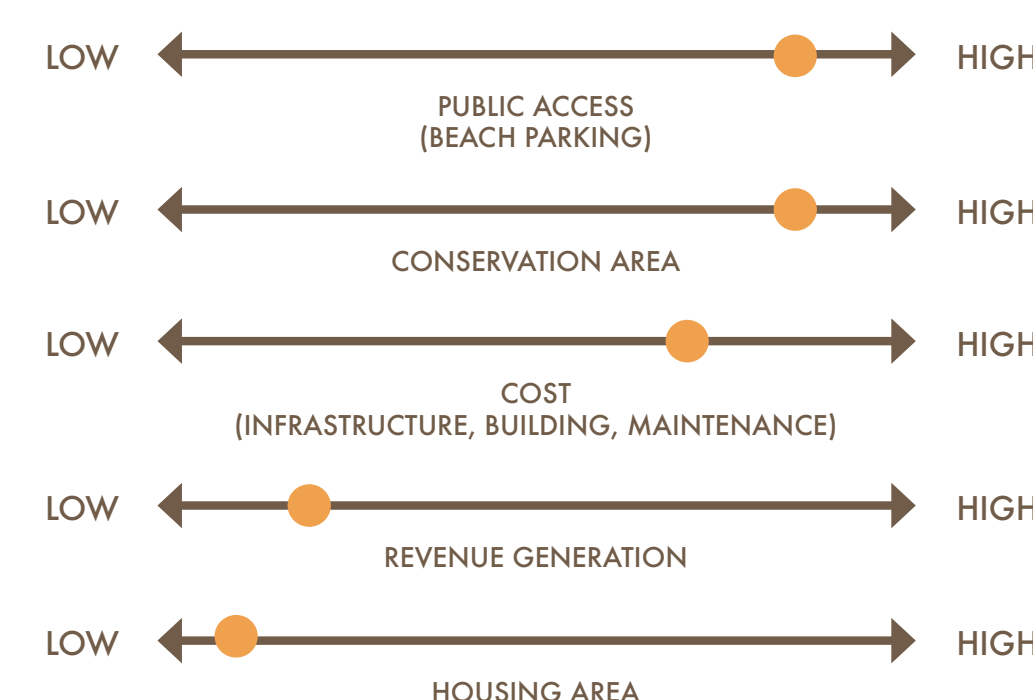 LOW HIGH
PUBLIC ACCESS
(BEACH PARKING)
LOW HIGH
CONSERVATION AREA
LOW HIGH
COST
(INFRASTRUCTURE, BUILDING, MAINTENANCE)
LOW HIGH
REVENUE GENERATION
LOW HIGH
HOUSING AREA